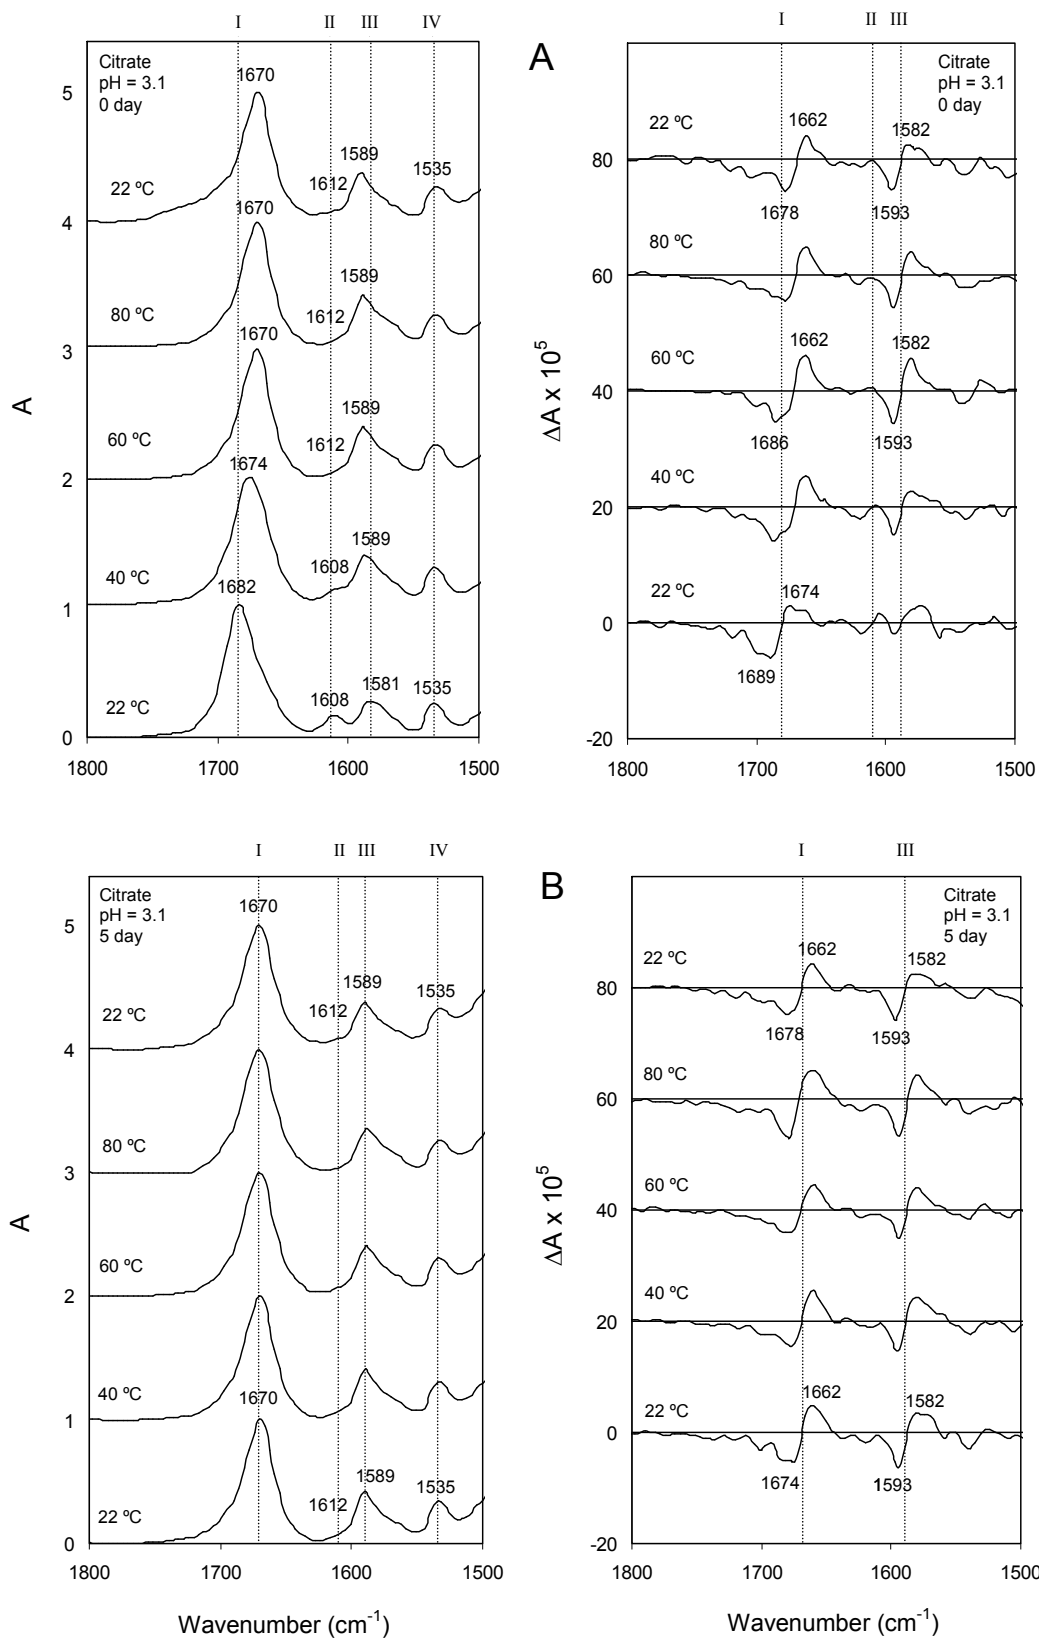 I II III IV
Citrate
pH = 3.1
0 day
1670
5
1589
1612
1535
22 ºC
1670
4
1589
80 ºC
1612
1670
3
1589
60 ºC
1612
1674
2
1589
1608
40 ºC
1682
1
1581
1608
1535
22 ºC
0
1800 1700 1600 1500
A
A
I II III
Citrate
pH = 3.1
0 day
22 ºC
1662
1582
80
1678
1593
80 ºC
60
60 ºC
1662
1582
40
1686
1593
40 ºC
20
22 ºC
1674
0
1689
-20
1800 1700 1600 1500
ΔA x 10⁵
I II III IV
Citrate
pH = 3.1
5 day
1670
5
1589
1612
1535
22 ºC
4
80 ºC
3
60 ºC
2
40 ºC
1670
1
1589
1612
1535
22 ºC
0
1800 1700 1600 1500
A
Wavenumber (cm⁻¹)
B
I III
Citrate
pH = 3.1
5 day
22 ºC
1662
1582
80
1678
1593
80 ºC
60
60 ºC
40
40 ºC
20
1662
1582
22 ºC
0
1674
1593
-20
1800 1700 1600 1500
ΔA x 10⁵
Wavenumber (cm⁻¹)